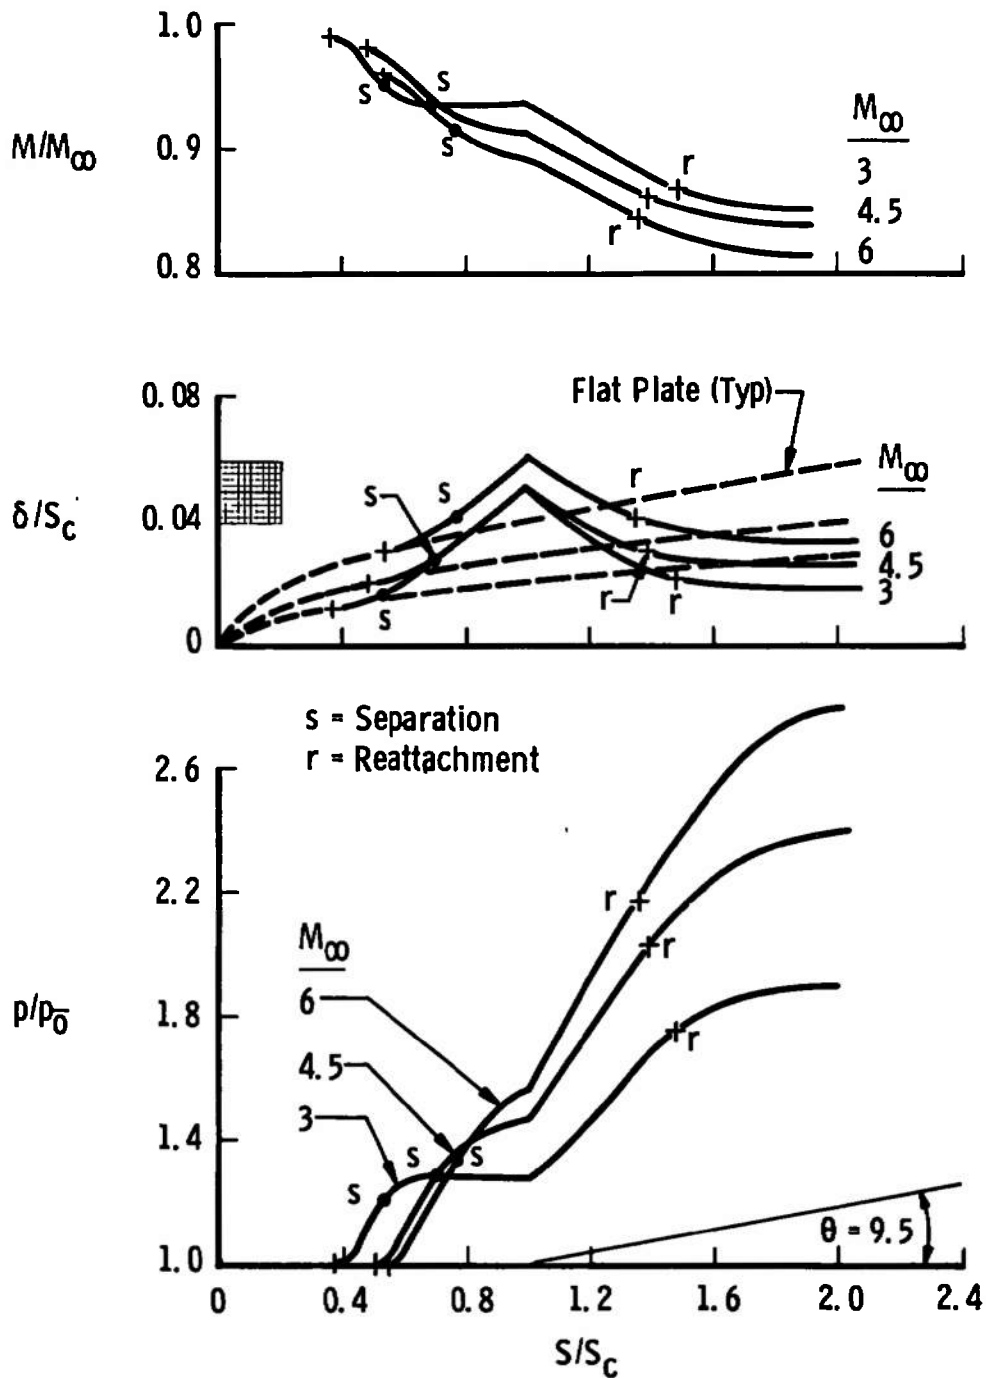 1.0
M/M∞
0.9
0.8
s
s
s
r
r
M∞
3
4.5
6
0.08
δ/Sc
0.04
0
Flat Plate (Typ)
s
s
s
r
r
r
M∞
6
4.5
3
s = Separation
r = Reattachment
2.6
2.2
p/p0̅
1.8
1.4
1.0
M∞
6
4.5
3
s
s
s
r
r
r
θ = 9.5
0
0.4
0.8
1.2
1.6
2.0
2.4
S/Sc